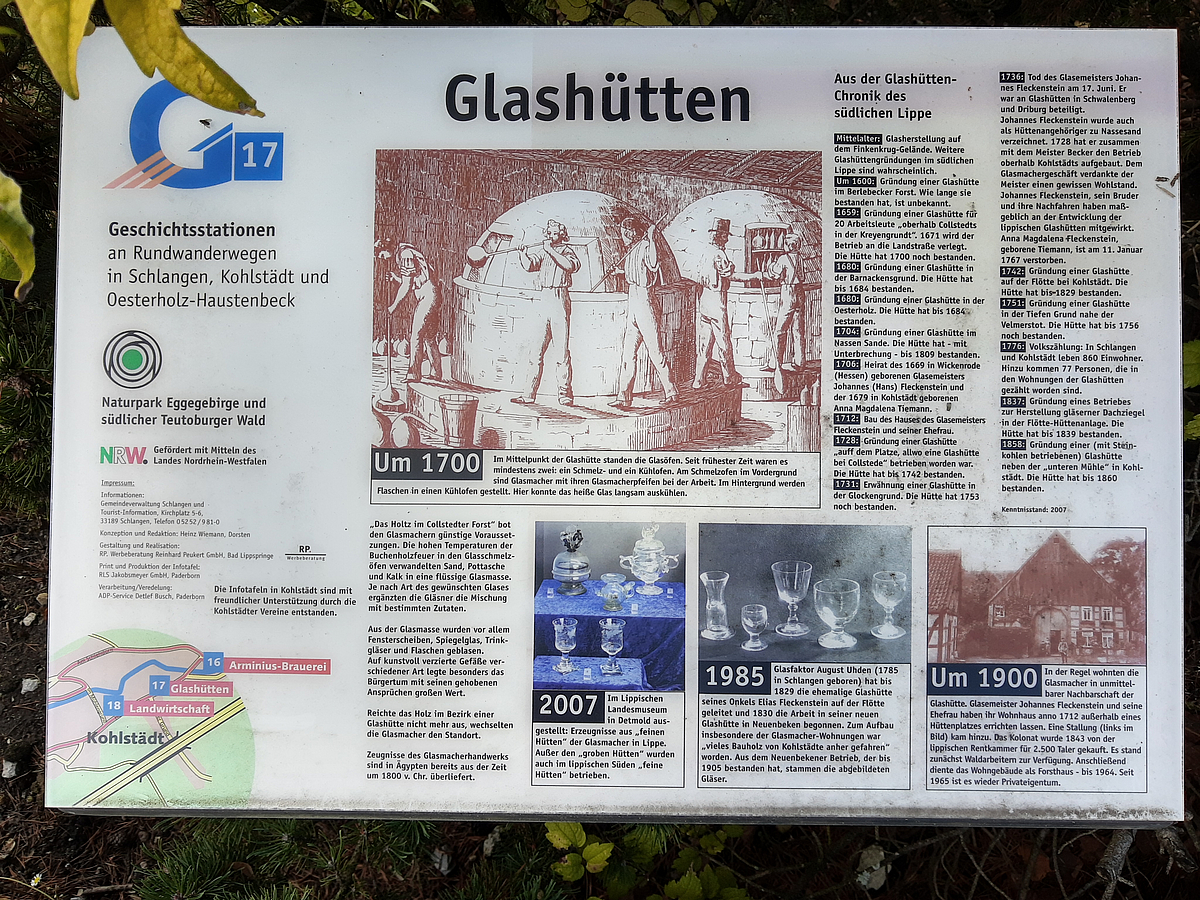 G 17
Geschichtsstationen
an Rundwanderwegen
in Schlangen, Kohlstädt und
Oesterholz-Haustenbeck
Naturpark Eggegebirge und
südlicher Teutoburger Wald
NRW.
Gefördert mit Mitteln des
Landes Nordrhein-Westfalen
Impressum:
Informationen:
Gemeindeverwaltung Schlangen und
Tourist-Information, Kirchplatz 5-6,
33189 Schlangen, Telefon 05252/981-0
Konzeption und Redaktion: Heinz Wiemann, Dorsten
Gestaltung und Realisation:
RP. Werbeberatung Reinhard Peukert GmbH, Bad Lippspringe
RP.
Werbeberatung
Print und Produktion der Infotafel:
RLS Jakobsmeyer GmbH, Paderborn
Verarbeitung/Veredelung:
ADP-Service Detlef Busch, Paderborn
Die Infotafeln in Kohlstädt sind mit
freundlicher Unterstützung durch die
Kohlstädter Vereine entstanden.
16 Arminius-Brauerei
17 Glashütten
18 Landwirtschaft
Kohlstädt
Glashütten
Um 1700
Im Mittelpunkt der Glashütte standen die Glasöfen. Seit frühester Zeit waren es
mindestens zwei: ein Schmelz- und ein Kühlofen. Am Schmelzofen im Vordergrund
sind Glasmacher mit ihren Glasmacherpfeifen bei der Arbeit. Im Hintergrund werden
Flaschen in einen Kühlofen gestellt. Hier konnte das heiße Glas langsam auskühlen.
„Das Holtz im Collstedter Forst" bot
den Glasmachern günstige Vorausset-
zungen. Die hohen Temperaturen der
Buchenholzfeuer in den Glasschmelz-
öfen verwandelten Sand, Pottasche
und Kalk in eine flüssige Glasmasse.
Je nach Art des gewünschten Glases
ergänzten die Gläsner die Mischung
mit bestimmten Zutaten.
Aus der Glasmasse wurden vor allem
Fensterscheiben, Spiegelglas, Trink-
gläser und Flaschen geblasen.
Auf kunstvoll verzierte Gefäße ver-
schiedener Art legte besonders das
Bürgertum mit seinen gehobenen
Ansprüchen großen Wert.
Reichte das Holz im Bezirk einer
Glashütte nicht mehr aus, wechselten
die Glasmacher den Standort.
Zeugnisse des Glasmacherhandwerks
sind in Ägypten bereits aus der Zeit
um 1800 v. Chr. überliefert.
2007
Im Lippischen
Landesmuseum
in Detmold aus-
gestellt: Erzeugnisse aus „feinen
Hütten" der Glasmacher in Lippe.
Außer den „groben Hütten" wurden
auch im lippischen Süden „feine
Hütten" betrieben.
1985
Glasfaktor August Uhden (1785
in Schlangen geboren) hat bis
1829 die ehemalige Glashütte
seines Onkels Elias Fleckenstein auf der Flöte
geleitet und 1830 die Arbeit in seiner neuen
Glashütte in Neuenbeken begonnen. Zum Aufbau
insbesondere der Glasmacher-Wohnungen war
„vieles Bauholz von Kohlstädte anher gefahren"
worden. Aus dem Neuenbekener Betrieb, der bis
1905 bestanden hat, stammen die abgebildeten
Gläser.
Um 1900
In der Regel wohnten die
Glasmacher in unmittel-
barer Nachbarschaft der
Glashütte. Glasemeister Johannes Fleckenstein und seine
Ehefrau haben ihr Wohnhaus anno 1712 außerhalb eines
Hüttenplatzes errichten lassen. Eine Stallung (links im
Bild) kam hinzu. Das Kolonat wurde 1843 von der
lippischen Rentkammer für 2.500 Taler gekauft. Es stand
zunächst Waldarbeitern zur Verfügung. Anschließend
diente das Wohngebäude als Forsthaus - bis 1964. Seit
1965 ist es wieder Privateigentum.
Aus der Glashütten-
Chronik des
südlichen Lippe
Mittelalter: Glasherstellung auf
dem Finkenkrug-Gelände. Weitere
Glashüttengründungen im südlichen
Lippe sind wahrscheinlich.
Um 1600: Gründung einer Glashütte
im Berlebecker Forst. Wie lange sie
bestanden hat, ist unbekannt.
1659: Gründung einer Glashütte für
20 Arbeitsleute „oberhalb Collstedts
in der Kreyengrundt". 1671 wird der
Betrieb an die Landstraße verlegt.
Die Hütte hat 1700 noch bestanden.
1680: Gründung einer Glashütte in
der Barnackensgrund. Die Hütte hat
bis 1684 bestanden.
1680: Gründung einer Glashütte in der
Oesterholz. Die Hütte hat bis 1684
bestanden.
1704: Gründung einer Glashütte im
Nassen Sande. Die Hütte hat - mit
Unterbrechung - bis 1809 bestanden.
1706: Heirat des 1669 in Wickenrode
(Hessen) geborenen Glasemeisters
Johannes (Hans) Fleckenstein und
der 1679 in Kohlstädt geborenen
Anna Magdalena Tiemann.
1712: Bau des Hauses des Glasemeisters
Fleckenstein und seiner Ehefrau.
1728: Gründung einer Glashütte
„auff dem Platze, allwo eine Glashütte
bei Collstede" betrieben worden war.
Die Hütte hat bis 1742 bestanden.
1731: Erwähnung einer Glashütte in
der Glockengrund. Die Hütte hat 1753
noch bestanden.
1736: Tod des Glasemeisters Johan-
nes Fleckenstein am 17. Juni. Er
war an Glashütten in Schwalenberg
und Driburg beteiligt.
Johannes Fleckenstein wurde auch
als Hüttenangehöriger zu Nassesand
verzeichnet. 1728 hat er zusammen
mit dem Meister Becker den Betrieb
oberhalb Kohlstädts aufgebaut. Dem
Glasmachergeschäft verdankte der
Meister einen gewissen Wohlstand.
Johannes Fleckenstein, sein Bruder
und ihre Nachfahren haben maß-
geblich an der Entwicklung der
lippischen Glashütten mitgewirkt.
Anna Magdalena Fleckenstein,
geborene Tiemann, ist am 11. Januar
1767 verstorben.
1742: Gründung einer Glashütte
auf der Flöte bei Kohlstädt. Die
Hütte hat bis 1829 bestanden.
1751: Gründung einer Glashütte
in der Tiefen Grund nahe der
Velmerstot. Die Hütte hat bis 1756
noch bestanden.
1776: Volkszählung: In Schlangen
und Kohlstädt leben 860 Einwohner.
Hinzu kommen 77 Personen, die in
den Wohnungen der Glashütten
gezählt worden sind.
1837: Gründung eines Betriebes
zur Herstellung gläserner Dachziegel
in der Flöte-Hüttenanlage. Die
Hütte hat bis 1839 bestanden.
1858: Gründung einer (mit Stein-
kohlen betriebenen) Glashütte
neben der „unteren Mühle" in Kohl-
städt. Die Hütte hat bis 1860
bestanden.
Kenntnisstand: 2007